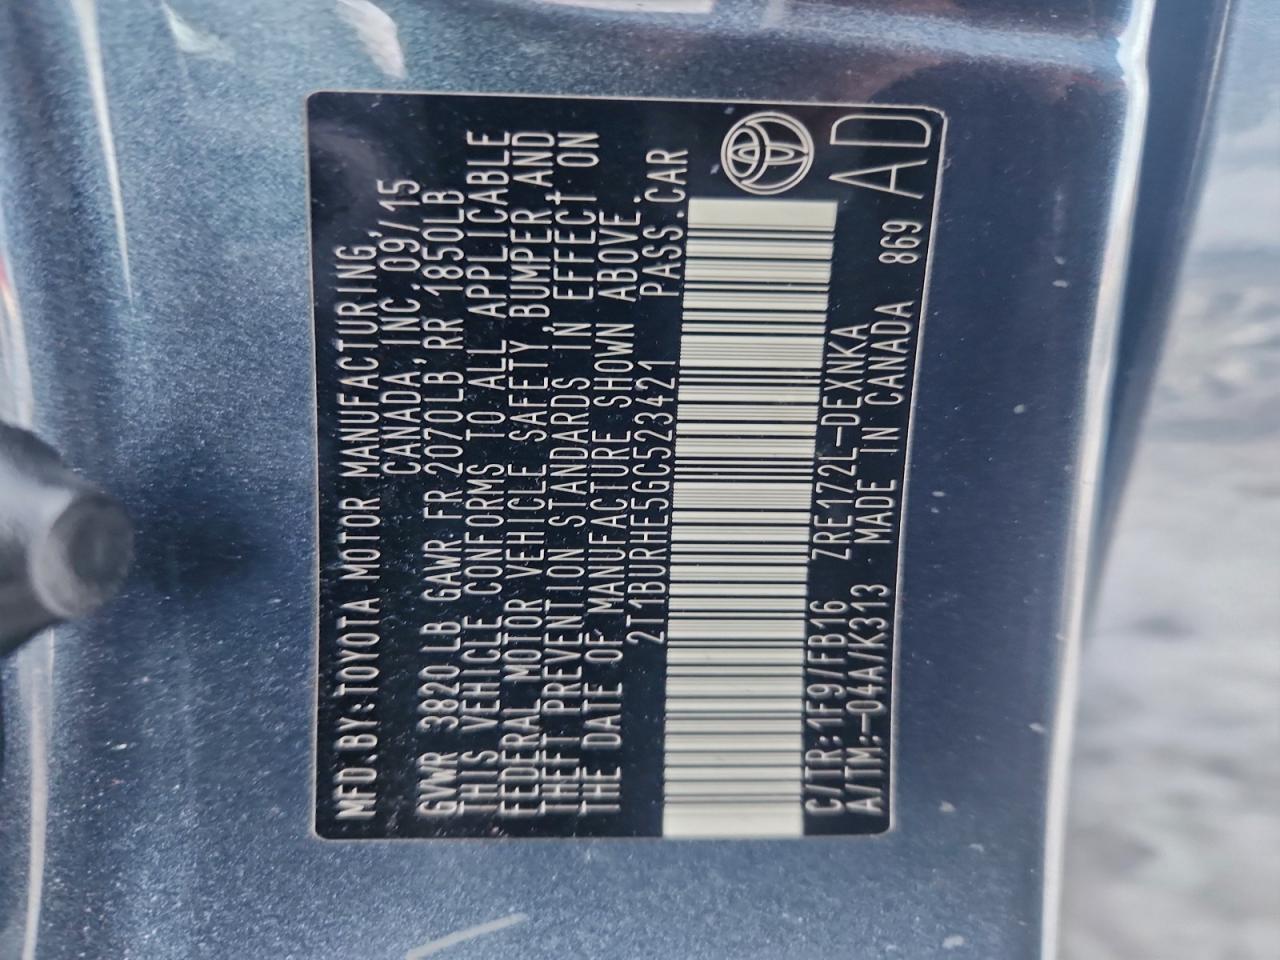 MFD.BY:TOYOTA MOTOR MANUFACTURING,
CANADA, INC. 09/15
GVWR 3820 LB GAWR FR 2070LB RR 1850LB
THIS VEHICLE CONFORMS TO ALL APPLICABLE
FEDERAL MOTOR VEHICLE SAFETY, BUMPER, AND
THEFT PREVENTION STANDARDS IN EFFECT ON
THE DATE OF MANUFACTURE SHOWN ABOVE.
2T1BURHE5GC523421 PASS.CAR
C/TR:1F9/FB16 ZRE172L-DEXNKA
A/TM:-04A/K313 MADE IN CANADA 869
AD